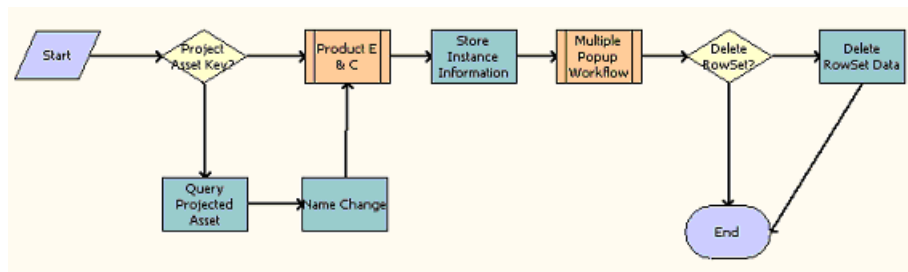 Start
Project
Asset Key?
Product E
& C
Store
Instance
Information
Multiple
Popup
Workflow
Delete
RowSet?
Delete
RowSet Data
Query
Projected
Asset
Name Change
End